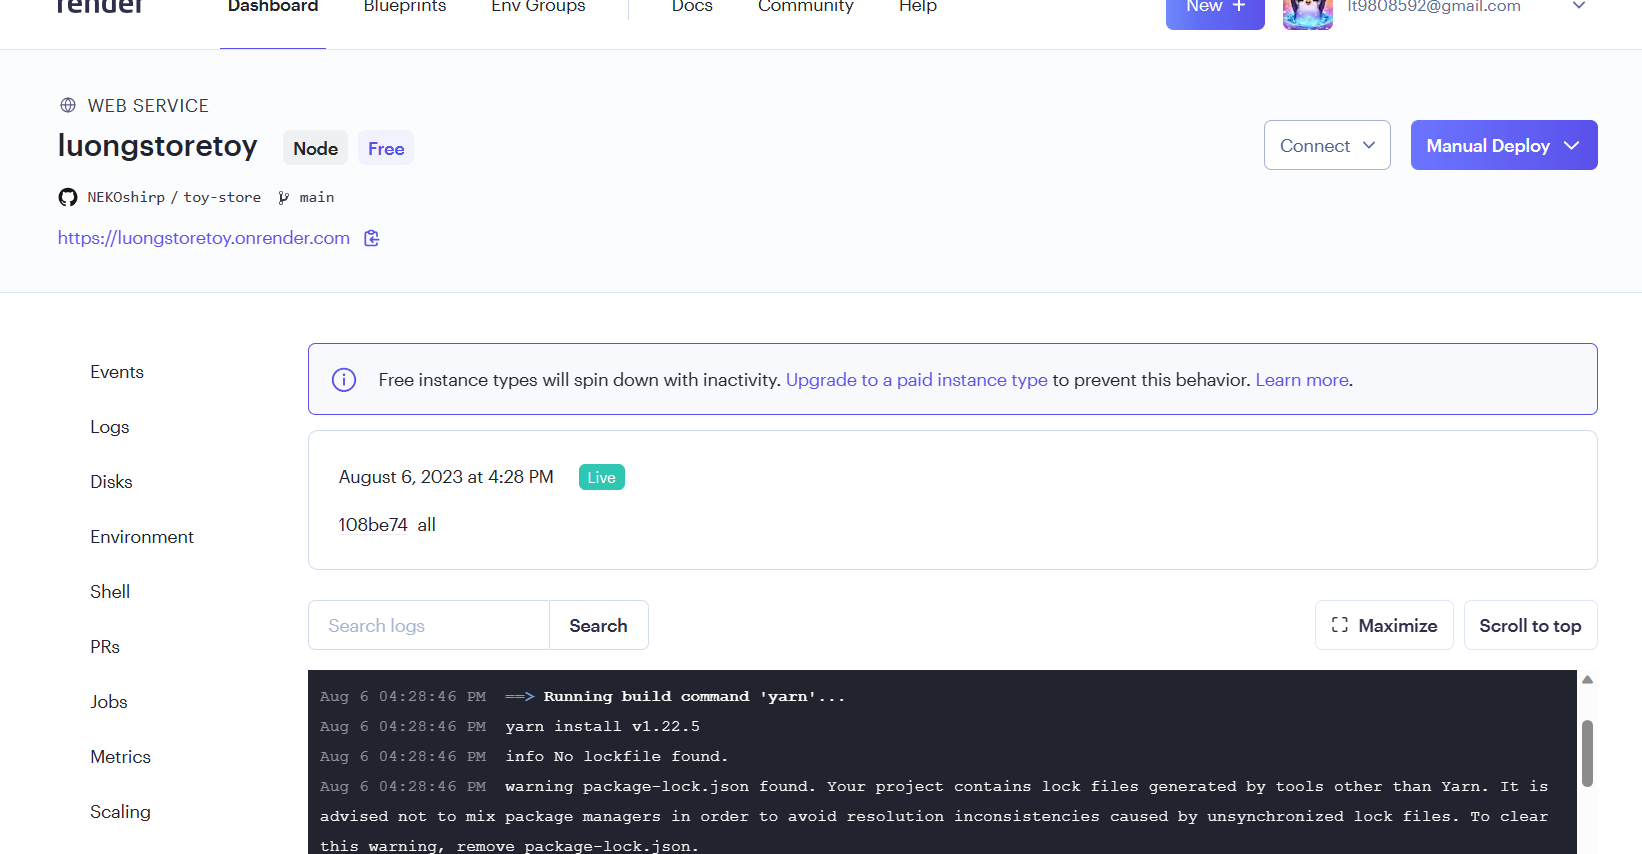 render Dashboard Blueprints Env Groups Docs Community Help New + lt9808592@gmail.com
WEB SERVICE
luongstoretoy Node Free
Connect Manual Deploy
NEKOshirp / toy-store main
https://luongstoretoy.onrender.com
Events
Logs
Disks
Environment
Shell
PRs
Jobs
Metrics
Scaling
Free instance types will spin down with inactivity. Upgrade to a paid instance type to prevent this behavior. Learn more.
August 6, 2023 at 4:28 PM Live
108be74 all
Search logs Search Maximize Scroll to top
Aug 6 04:28:46 PM ==> Running build command 'yarn'...
Aug 6 04:28:46 PM yarn install v1.22.5
Aug 6 04:28:46 PM info No lockfile found.
Aug 6 04:28:46 PM warning package-lock.json found. Your project contains lock files generated by tools other than Yarn. It is
advised not to mix package managers in order to avoid resolution inconsistencies caused by unsynchronized lock files. To clear
this warning, remove package-lock.json.